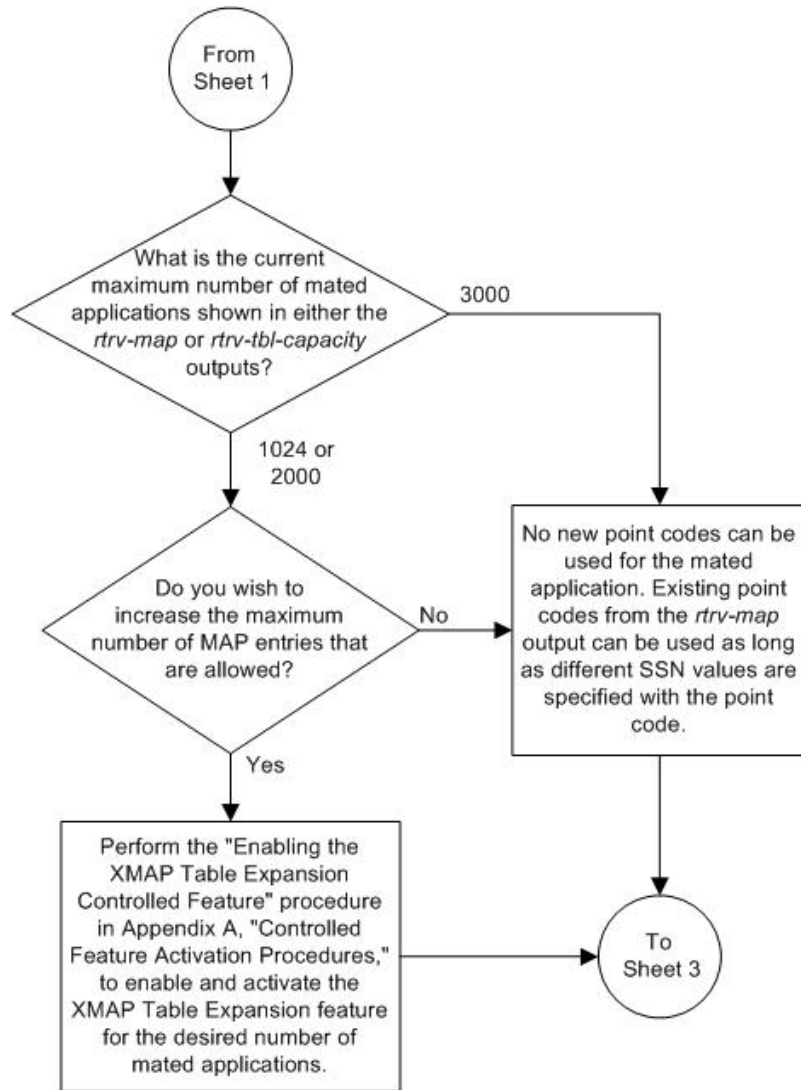 From
Sheet 1
What is the current
maximum number of mated
applications shown in either the
rtrv-map or rtrv-tbl-capacity
outputs?
3000
1024 or
2000
Do you wish to
increase the maximum
number of MAP entries that
are allowed?
No
Yes
No new point codes can be
used for the mated
application. Existing point
codes from the rtrv-map
output can be used as long
as different SSN values are
specified with the point
code.
Perform the "Enabling the
XMAP Table Expansion
Controlled Feature" procedure
in Appendix A, "Controlled
Feature Activation Procedures,"
to enable and activate the
XMAP Table Expansion feature
for the desired number of
mated applications.
To
Sheet 3